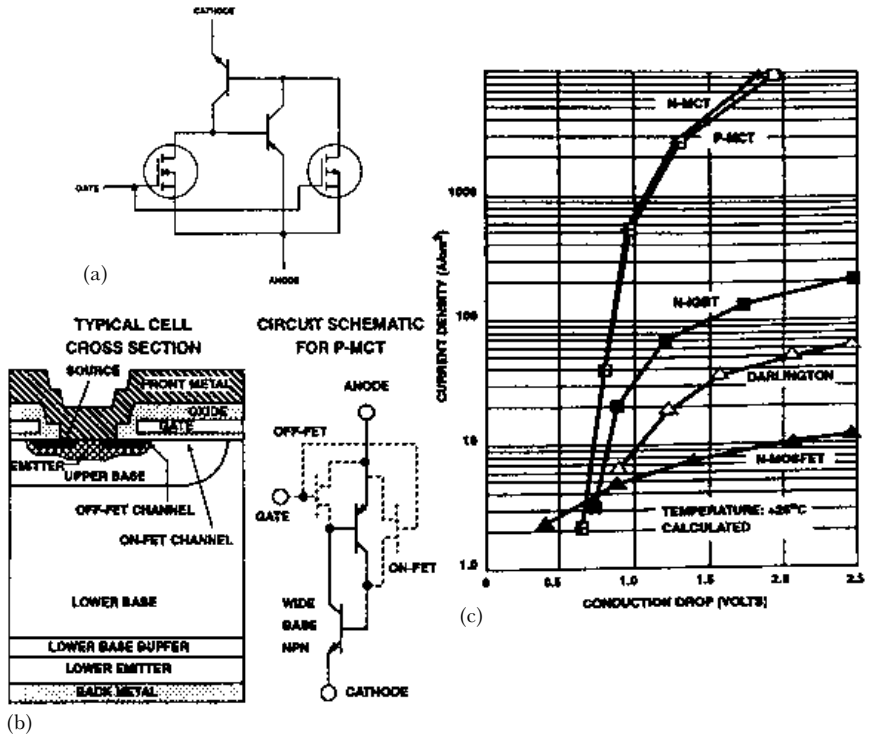 CATHODE
GATE
ANODE
(a)
TYPICAL CELL
CROSS SECTION
SOURCE
FRONT METAL
OXIDE
GATE
EMITTER
UPPER BASE
OFF-FET CHANNEL
ON-FET CHANNEL
LOWER BASE
LOWER BASE BUFFER
LOWER EMITTER
BACK METAL
(b)
CIRCUIT SCHEMATIC
FOR P-MCT
ANODE
OFF-FET
GATE
ON-FET
WIDE
BASE
NPN
CATHODE
CURRENT DENSITY (A/cm²)
1000
100
10
1.0
N-MCT
P-MCT
N-IGBT
DARLINGTON
N-MOSFET
TEMPERATURE: +25°C
CALCULATED
0
0.5
1.0
1.5
2.0
2.5
CONDUCTION DROP (VOLTS)
(c)